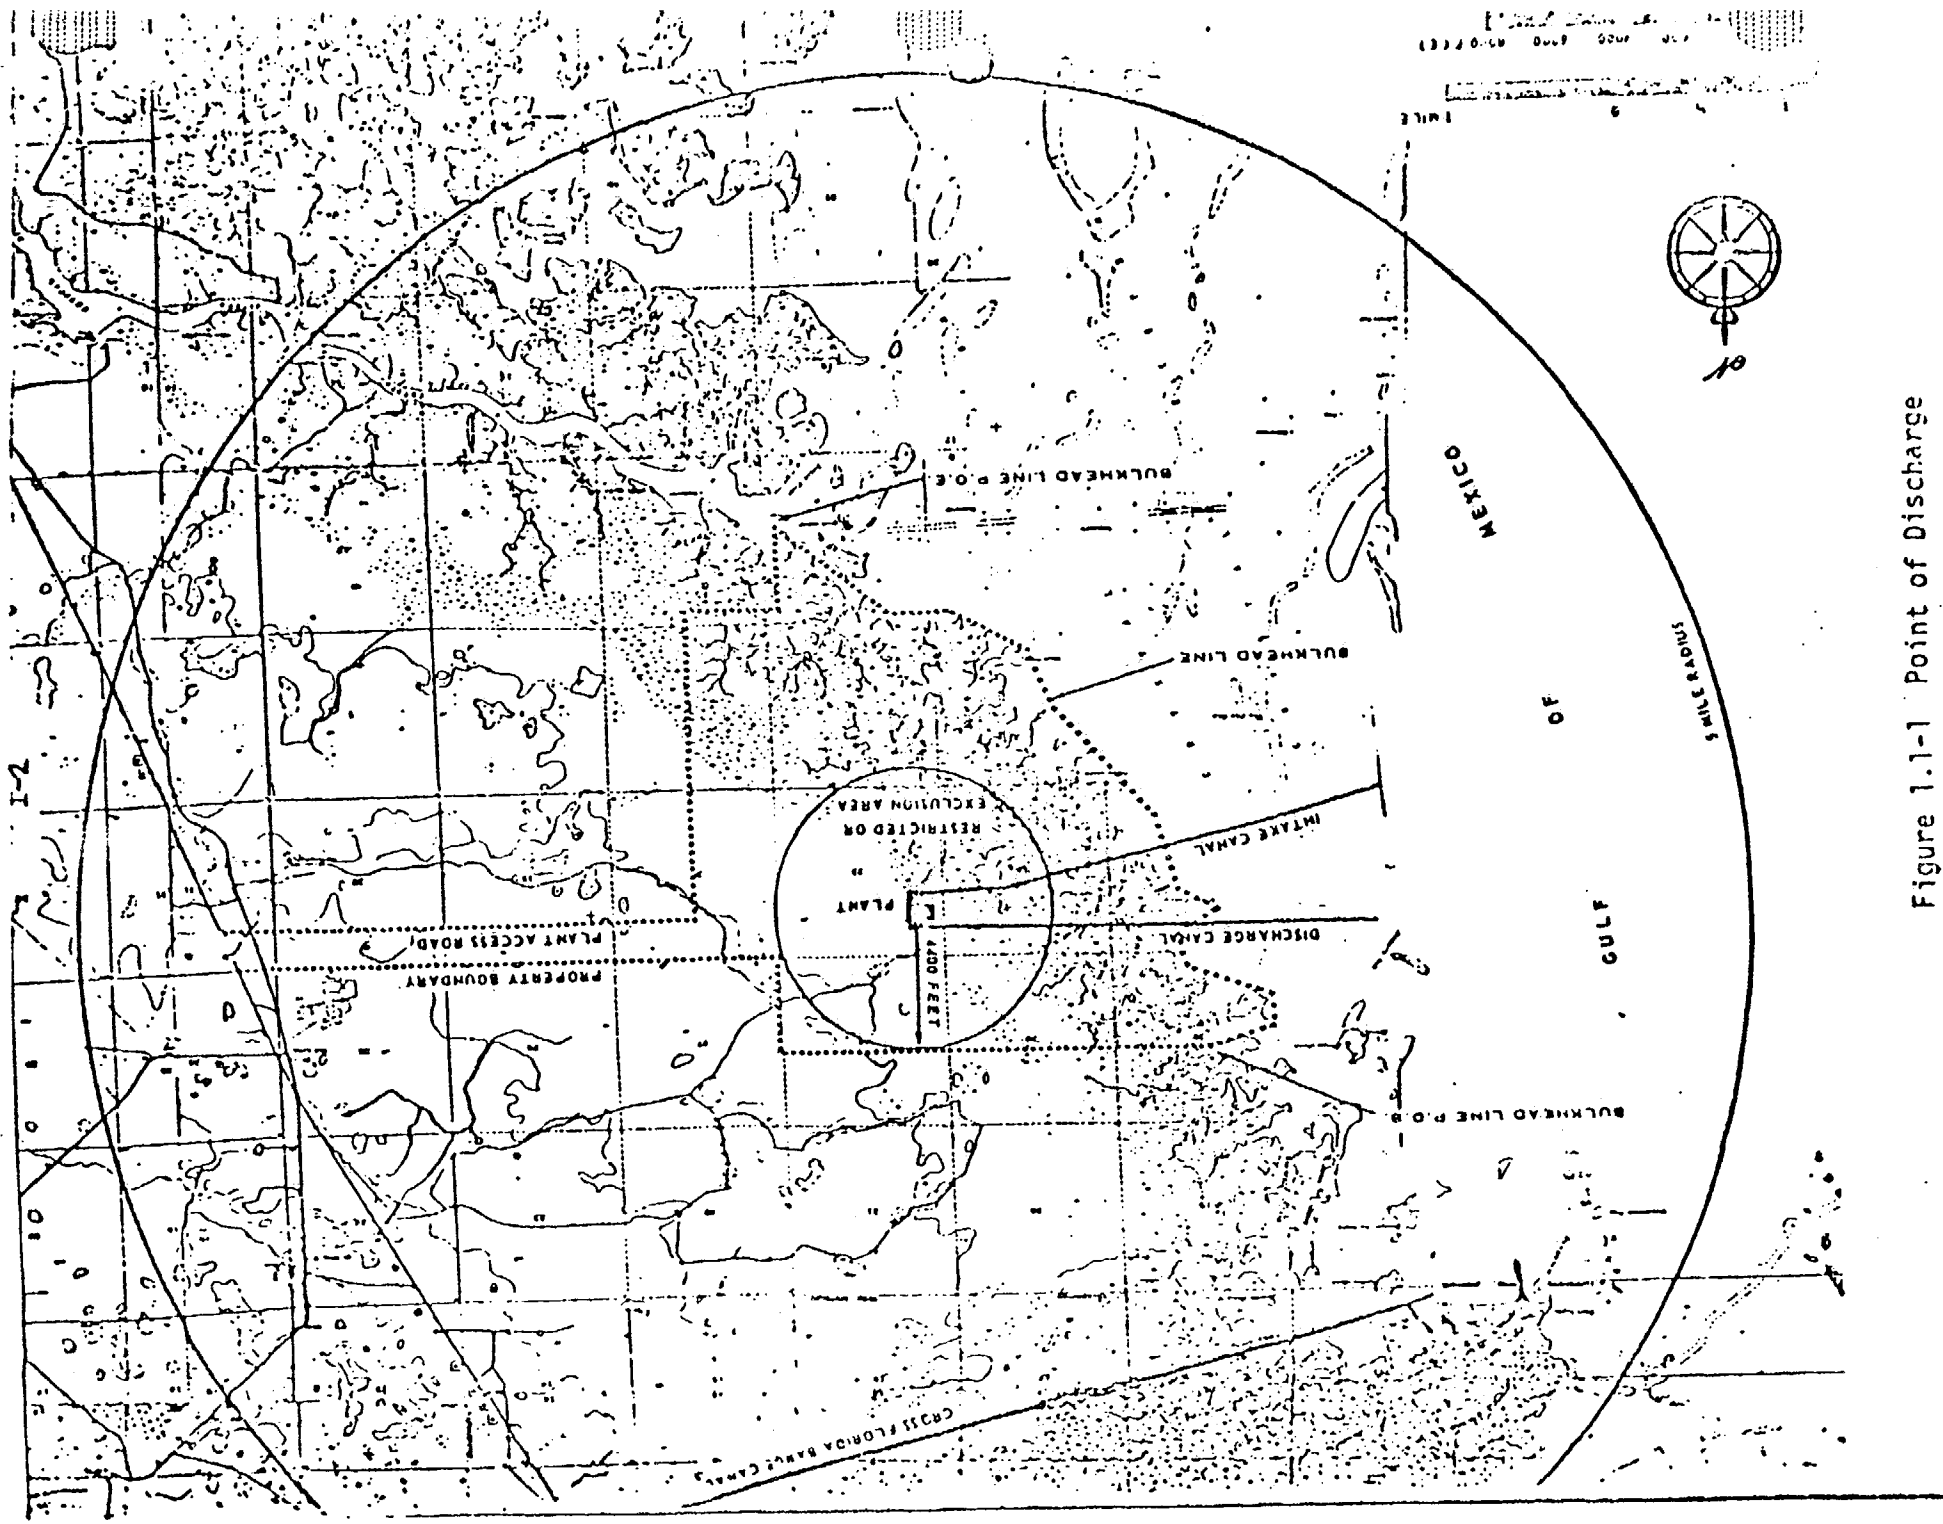 I-2
1 MILE
MEXICO
OF
GULF
5 MILE RADIUS
BULKHEAD LINE P.O.E.
BULKHEAD LINE
EXCLUSION AREA
RESTRICTED OR
PLANT
INTAKE CANAL
DISCHARGE CANAL
4400 FEET
PLANT ACCESS ROAD
PROPERTY BOUNDARY
BULKHEAD LINE P.O.B
CROSS FLORIDA BARGE CANAL
Figure 1.1-1 Point of Discharge